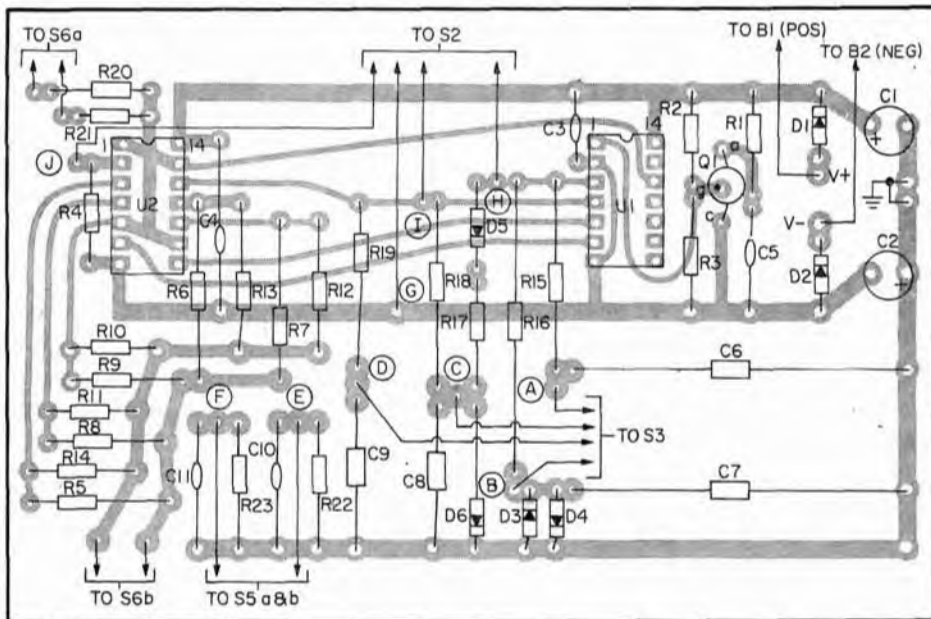 TO S6a
TO S2
TO B1 (POS)
TO B2 (NEG)
R20
R21
C3
R2
R1
D1
C1
+
1
14
1
14
J
U2
R4
C4
I
H
D5
U1
Q
a
g
c
V+
V-
R19
R6
R13
R12
G
R18
R15
R3
C5
D2
C2
+
R7
R17
R16
R10
R9
D
C
A
C6
R11
F
E
R8
TO S3
R14
C11
C10
C9
C8
B
C7
R5
R23
R22
D6
D3
D4
TO S6b
TO S5 a&b